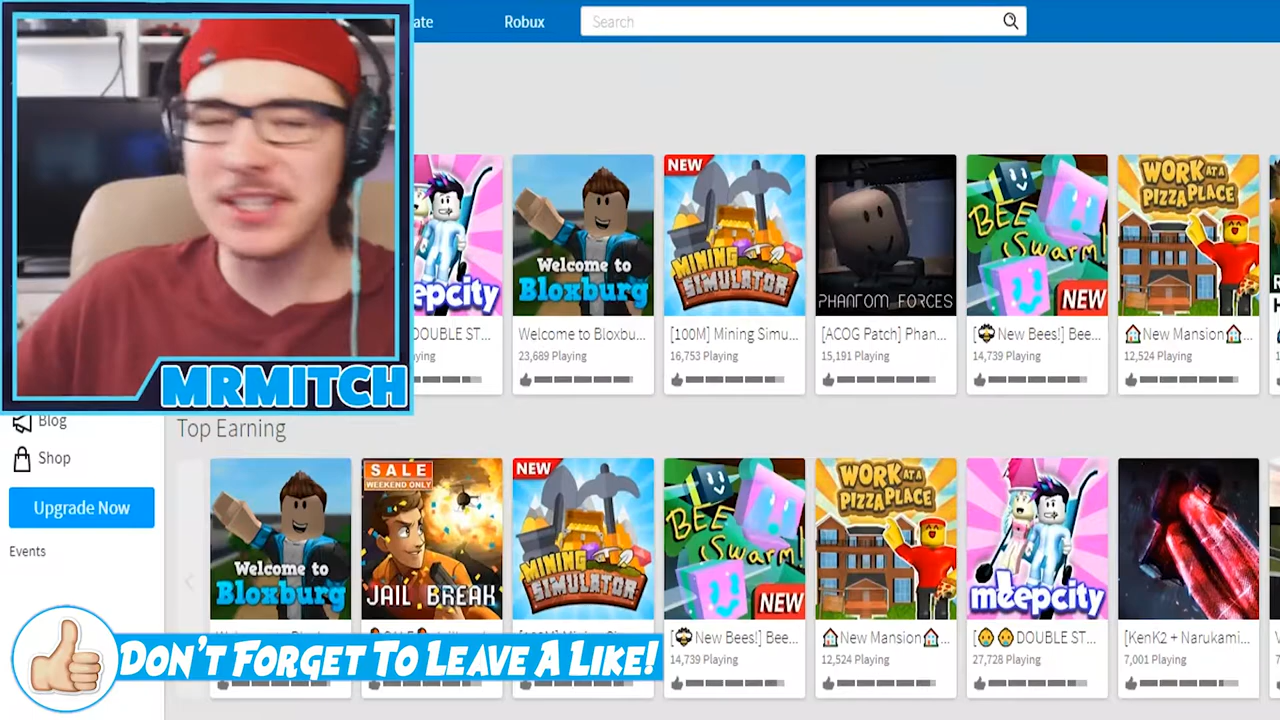 ate
Robux
Search
epcity
Welcome to
Bloxburg
NEW
MINING
SIMULATOR
PHANTOM FORCES
BEE
Swarm!
NEW
WORK AT A
PIZZA PLACE
DOUBLE ST...
Welcome to Bloxbu...
[100M] Mining Simu...
[ACOG Patch] Phan...
[🐝New Bees!] Bee...
🏠New Mansion🏠...
ying
23,689 Playing
16,753 Playing
15,191 Playing
14,739 Playing
12,524 Playing
MRMITCH
Blog
Shop
Upgrade Now
Events
Top Earning
Welcome to
Bloxburg
SALE
WEEKEND ONLY
JAIL BREAK
NEW
MINING
SIMULATOR
BEE
Swarm!
NEW
WORK AT A
PIZZA PLACE
meepcity
[🐝New Bees!] Bee...
🏠New Mansion🏠...
[👶👶DOUBLE ST...
[KenK2 + Narukami...
14,739 Playing
12,524 Playing
27,728 Playing
7,001 Playing
DON'T FORGET TO LEAVE A LIKE!